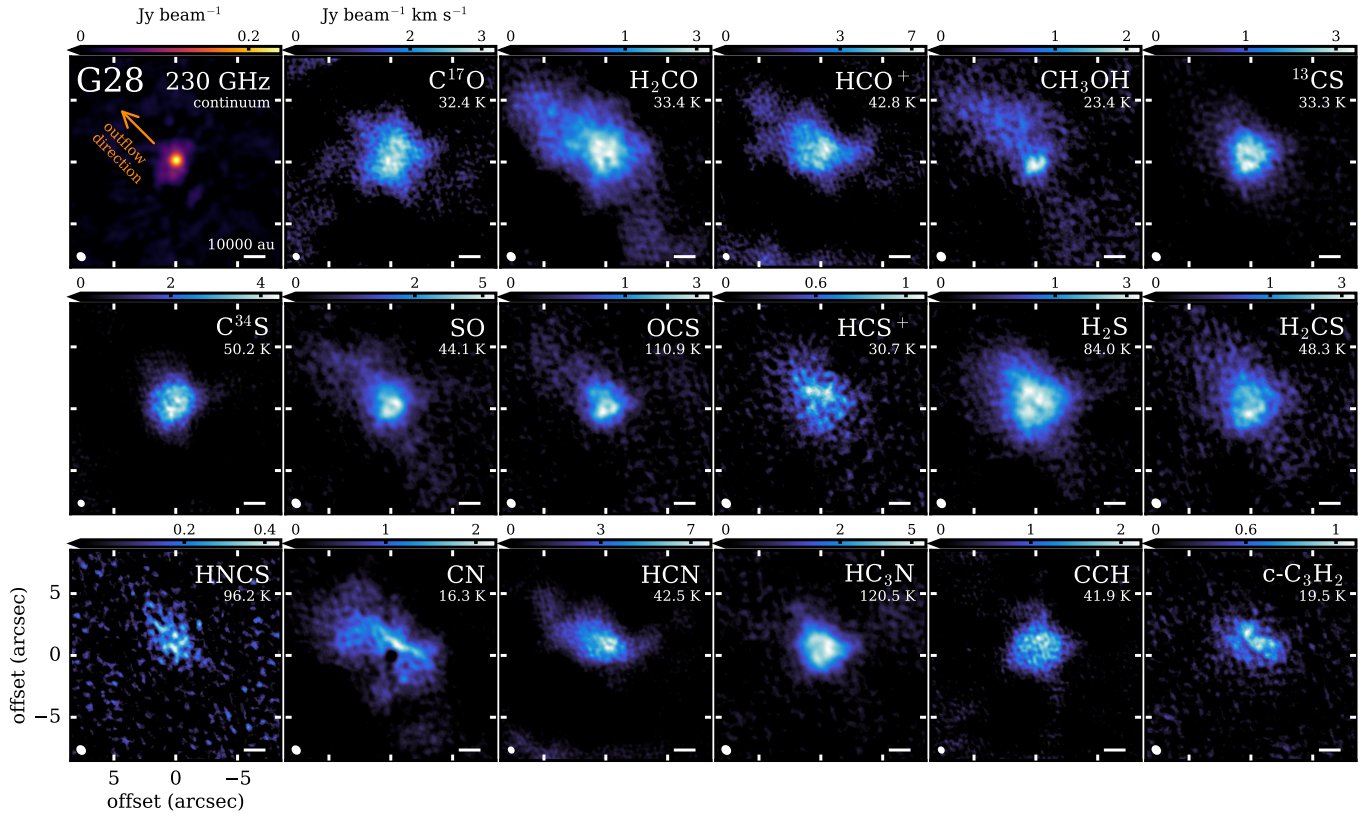 Jy beam⁻¹
Jy beam⁻¹ km s⁻¹
0 0.2
0 2 3
0 1 3
0 3 7
0 1 2
0 1 3
G28 230 GHz
continuum
outflow
direction
10000 au
C¹⁷O
32.4 K
H₂CO
33.4 K
HCO⁺
42.8 K
CH₃OH
23.4 K
¹³CS
33.3 K
0 2 4
0 2 5
0 1 3
0 0.6 1
0 1 3
0 1 3
C³⁴S
50.2 K
SO
44.1 K
OCS
110.9 K
HCS⁺
30.7 K
H₂S
84.0 K
H₂CS
48.3 K
0.2 0.4
0 1 2
0 3 7
0 2 5
0 1 2
0 0.6 1
HNCS
96.2 K
CN
16.3 K
HCN
42.5 K
HC₃N
120.5 K
CCH
41.9 K
c-C₃H₂
19.5 K
offset (arcsec)
5
0
−5
5 0 −5
offset (arcsec)